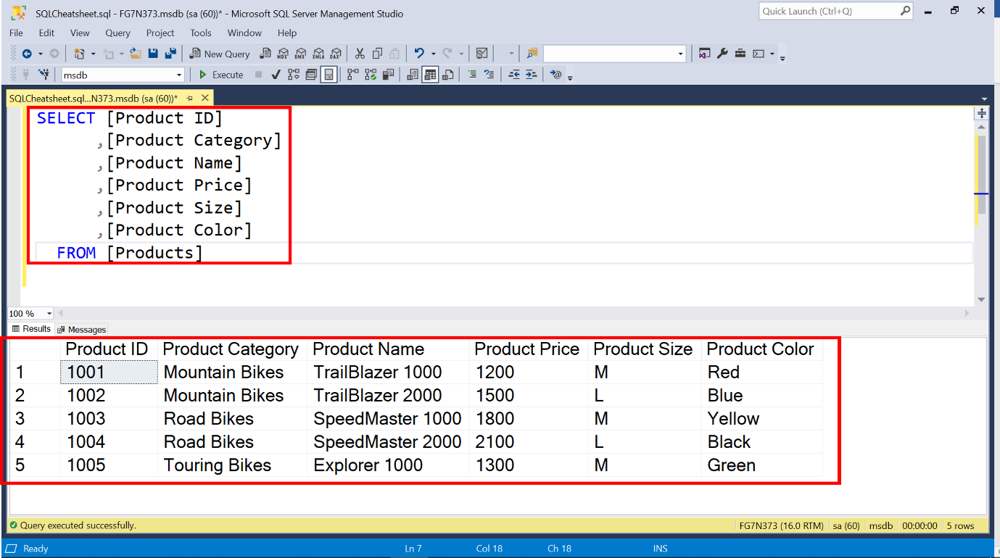 SQLCheatsheet.sql - FG7N373.msdb (sa (60))* - Microsoft SQL Server Management Studio
Quick Launch (Ctrl+Q)
File Edit View Query Project Tools Window Help
New Query MDX DMX XMLA DAX
msdb Execute
SQLCheatsheet.sql...N373.msdb (sa (60))*
SELECT [Product ID]
,[Product Category]
,[Product Name]
,[Product Price]
,[Product Size]
,[Product Color]
FROM [Products]
100 %
Results Messages
Product ID Product Category Product Name Product Price Product Size Product Color
1 1001 Mountain Bikes TrailBlazer 1000 1200 M Red
2 1002 Mountain Bikes TrailBlazer 2000 1500 L Blue
3 1003 Road Bikes SpeedMaster 1000 1800 M Yellow
4 1004 Road Bikes SpeedMaster 2000 2100 L Black
5 1005 Touring Bikes Explorer 1000 1300 M Green
Query executed successfully. FG7N373 (16.0 RTM) sa (60) msdb 00:00:00 5 rows
Ready Ln 7 Col 18 Ch 18 INS